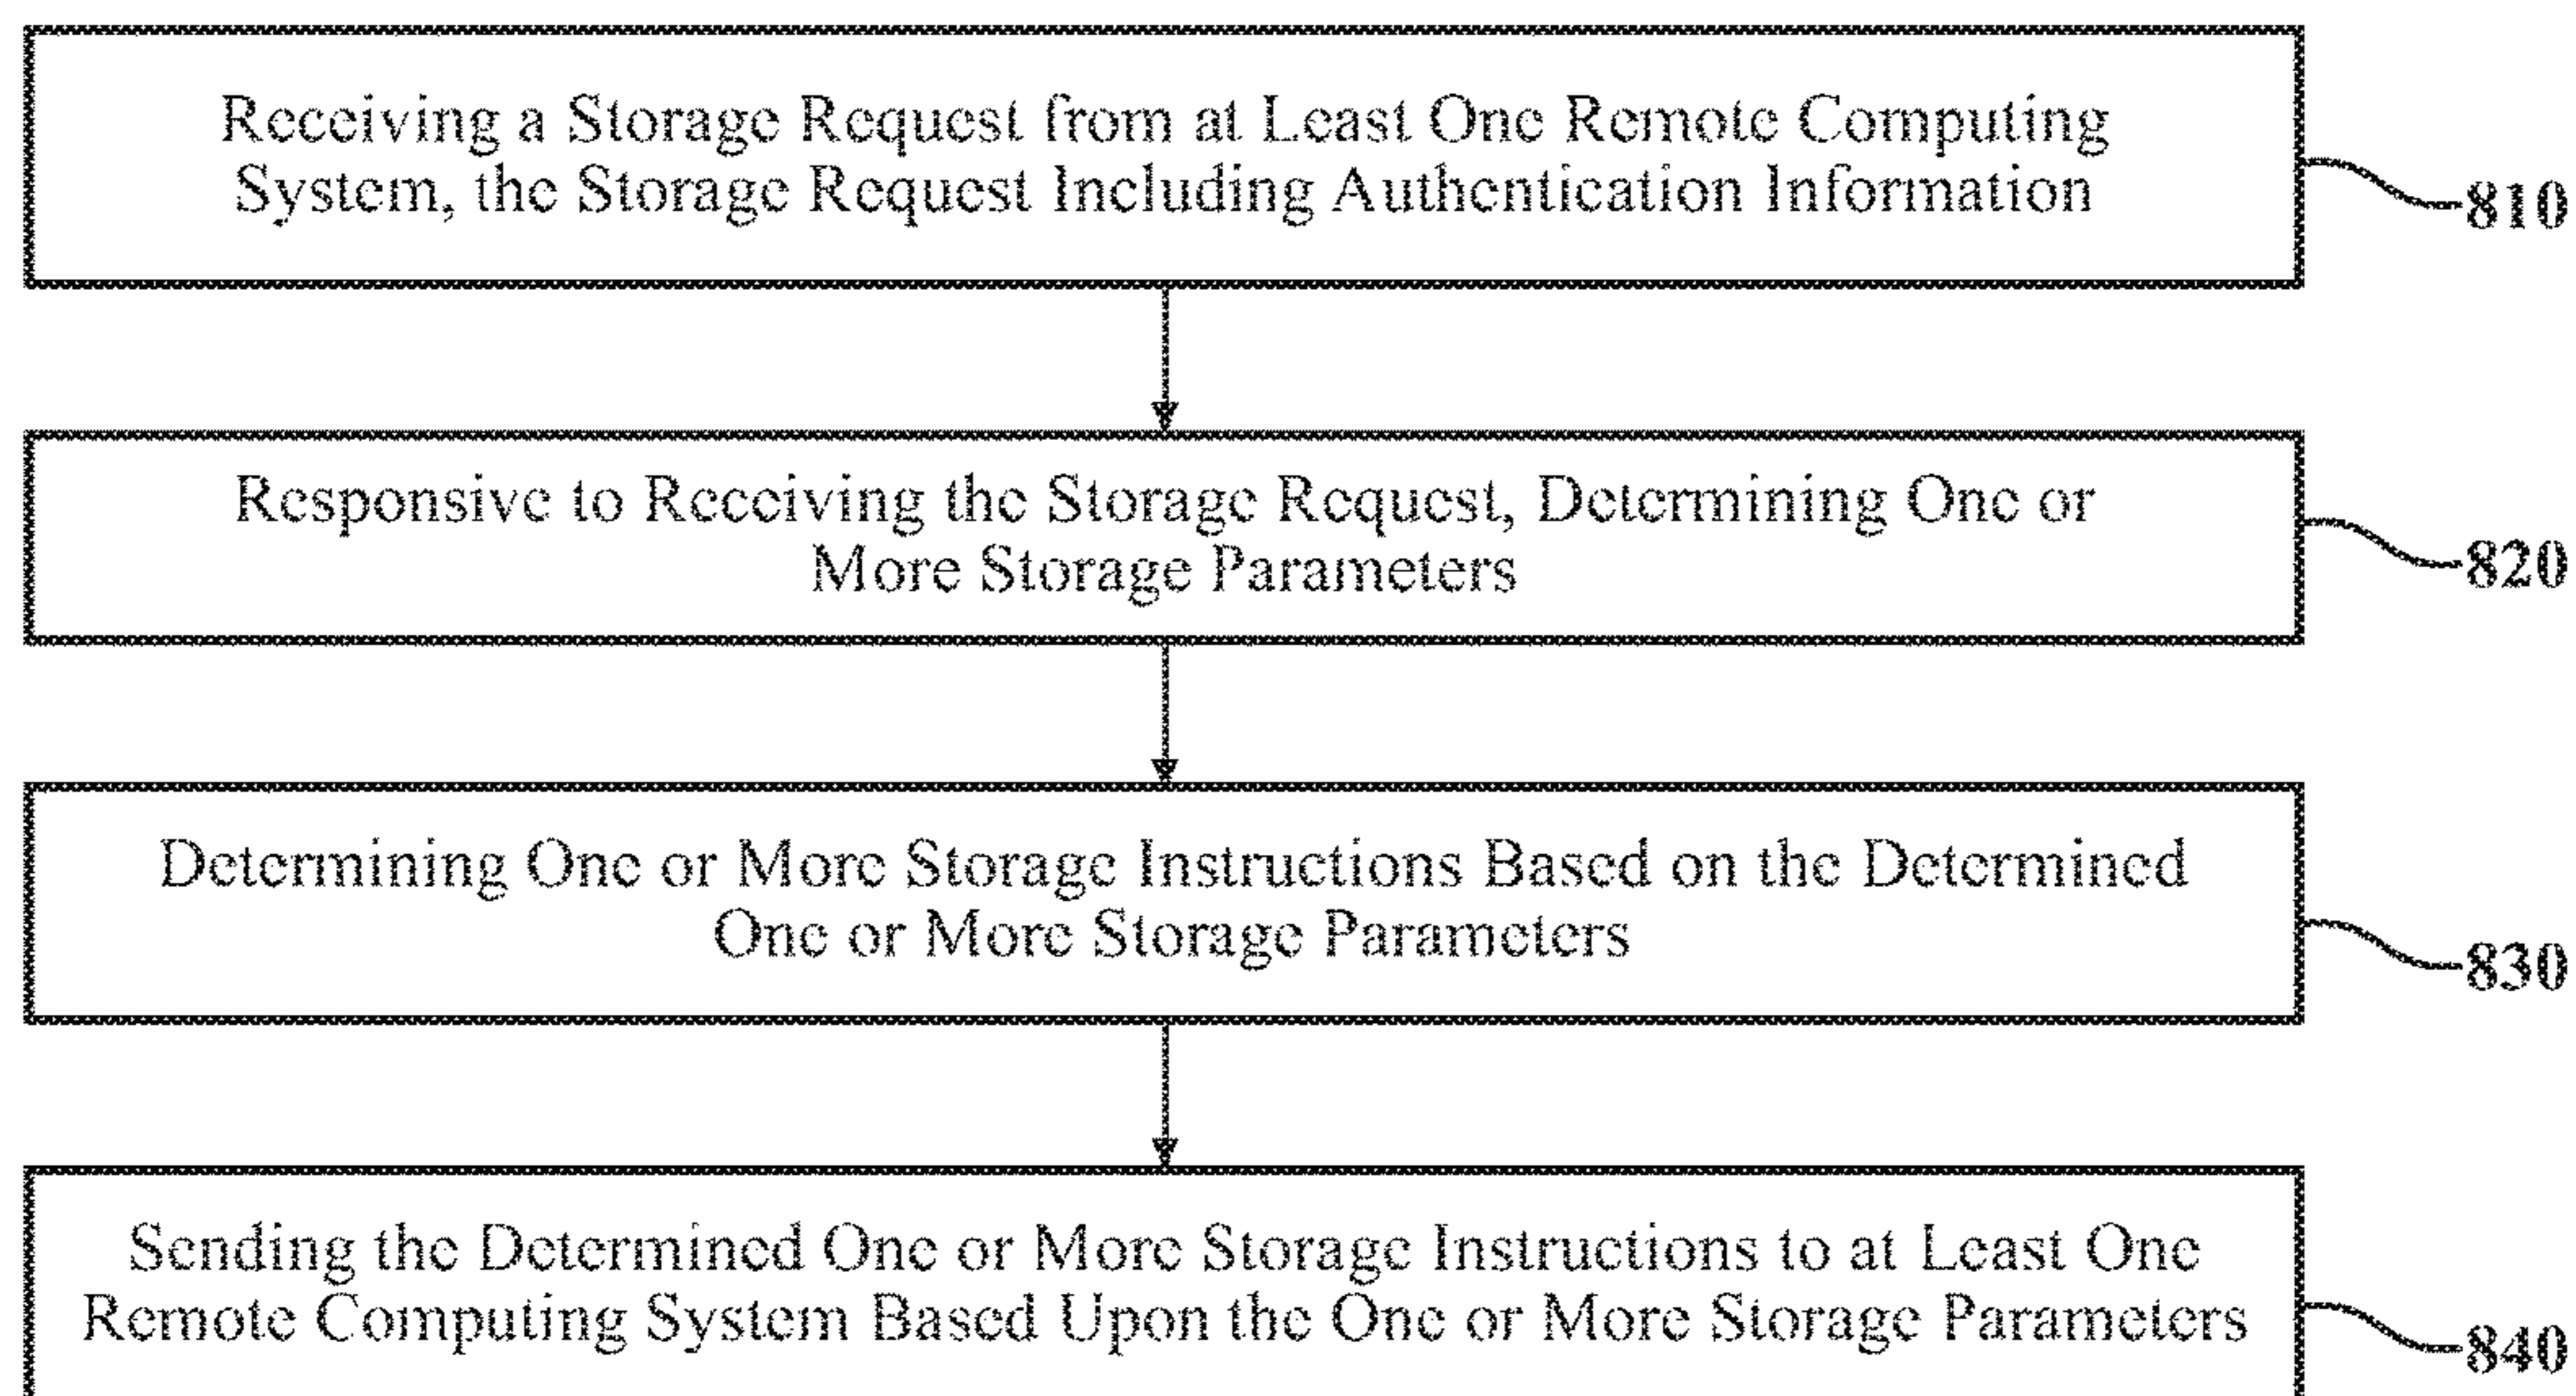 Receiving a Storage Request from at Least One Remote Computing
System, the Storage Request Including Authentication Information
810
Responsive to Receiving the Storage Request, Determining One or
More Storage Parameters
820
Determining One or More Storage Instructions Based on the Determined
One or More Storage Parameters
830
Sending the Determined One or More Storage Instructions to at Least One
Remote Computing System Based Upon the One or More Storage Parameters
840